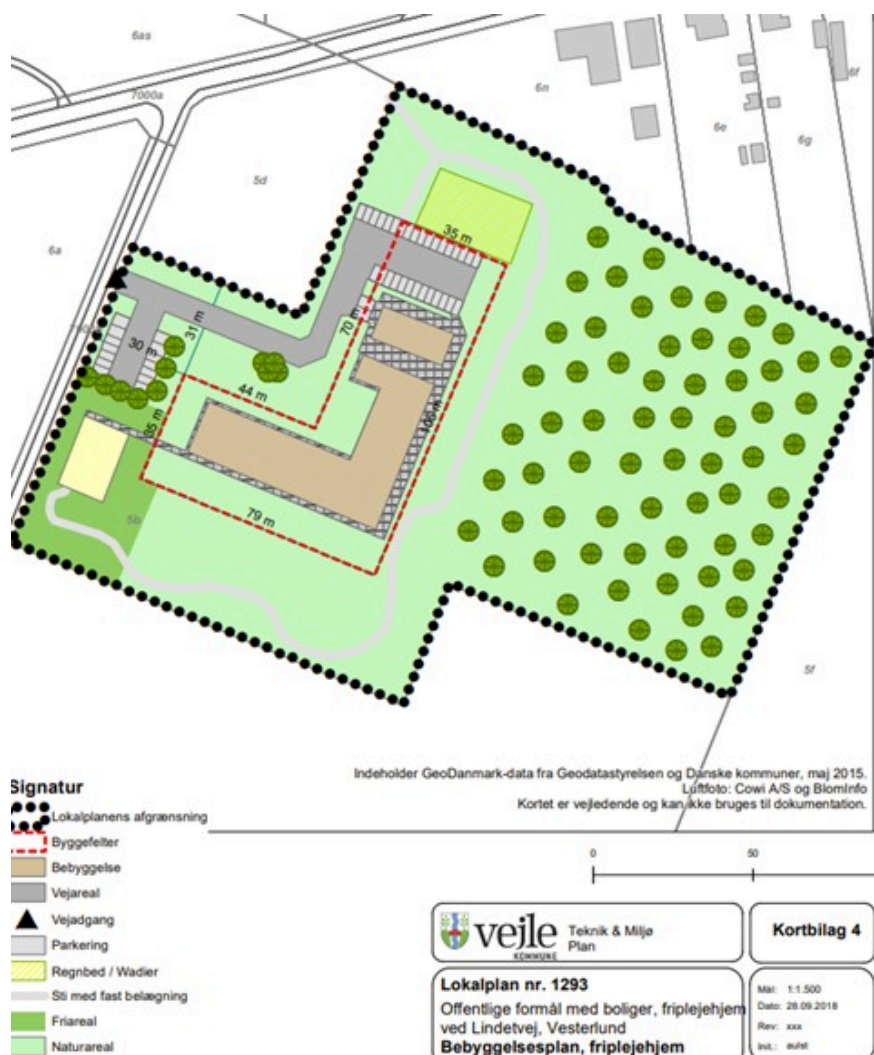 6as
7000a
6n
6f
6e
6g
5d
6a
35 m
31 m
70 m
30 m
44 m
35 m
106 m
79 m
5b
5f
Indeholder GeoDanmark-data fra Geodatastyrelsen og Danske kommuner, maj 2015.
Luftfoto: Cowi A/S og BlomInfo
Kortet er vejledende og kan ikke bruges til dokumentation.
Signatur
Lokalplanens afgrænsning
Byggefelter
Bebyggelse
Vejareal
Vejadgang
Parkering
Regnbed / Wadier
Sti med fast belægning
Friareal
Naturareal
0 50
vejle Teknik & Miljø
Plan
KOMMUNE
Kortbilag 4
Lokalplan nr. 1293
Offentlige formål med boliger, friplejehjem
ved Lindetvej, Vesterlund
Bebyggelsesplan, friplejehjem
Mål: 1:1.500
Dato: 28.09.2018
Rev: xxx
Init.: aulst